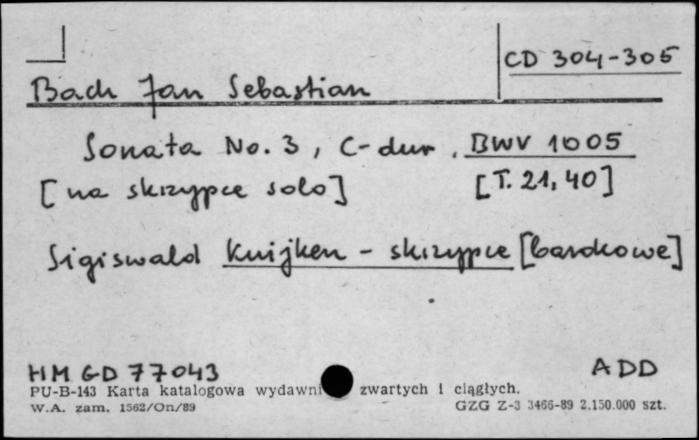 CD 304-305
Bach Jan Sebastian
Sonata No. 3, C-dur, BWV 1005
[na skrzypce solo] [T. 21,40]
Sigiswald Kuijken - skrzypce [barokowe]
HM GD 77043 ADD
PU-B-143 Karta katalogowa wydawni zwartych i ciągłych.
W.A. zam. 1562/On/89 GZG Z-3 3466-89 2.150.000 szt.